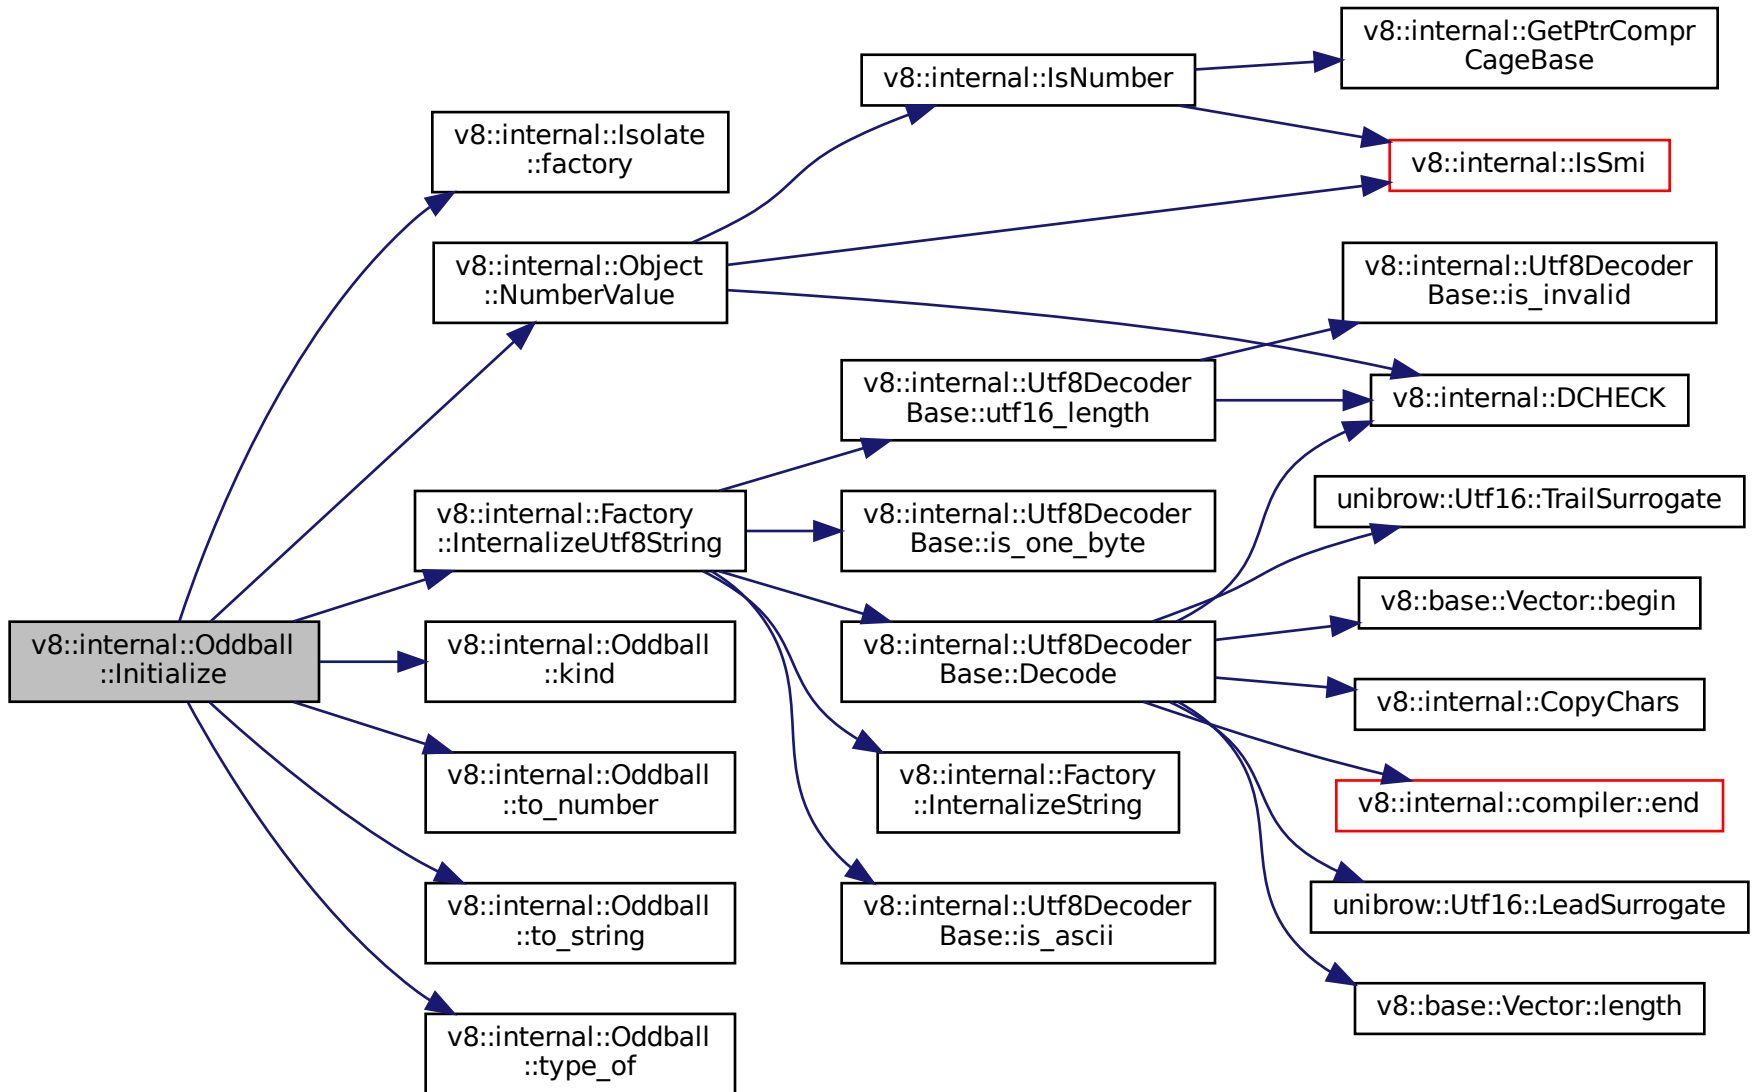 v8::internal::Oddball
::Initialize
v8::internal::Isolate
::factory
v8::internal::Object
::NumberValue
v8::internal::Factory
::InternalizeUtf8String
v8::internal::Oddball
::kind
v8::internal::Oddball
::to_number
v8::internal::Oddball
::to_string
v8::internal::Oddball
::type_of
v8::internal::IsNumber
v8::internal::Utf8Decoder
Base::utf16_length
v8::internal::Utf8Decoder
Base::is_one_byte
v8::internal::Utf8Decoder
Base::Decode
v8::internal::Factory
::InternalizeString
v8::internal::Utf8Decoder
Base::is_ascii
v8::internal::GetPtrCompr
CageBase
v8::internal::IsSmi
v8::internal::Utf8Decoder
Base::is_invalid
v8::internal::DCHECK
unibrow::Utf16::TrailSurrogate
v8::base::Vector::begin
v8::internal::CopyChars
v8::internal::compiler::end
unibrow::Utf16::LeadSurrogate
v8::base::Vector::length